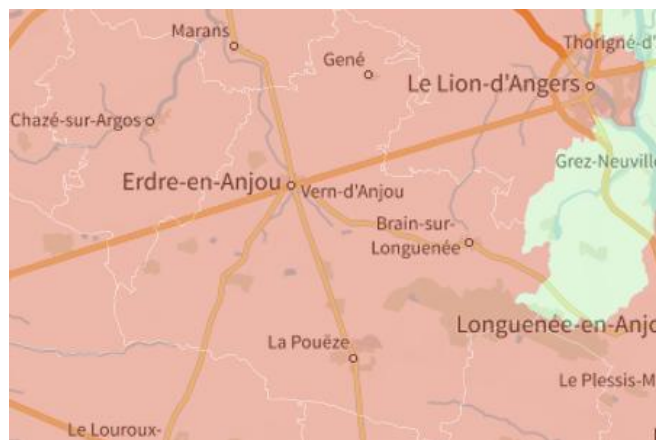 Marans
Thorigné-d'
Gené
Le Lion-d'Angers
Chazé-sur-Argos
Grez-Neuville
Erdre-en-Anjou
Vern-d'Anjou
Brain-sur-
Longuenée
Longuenée-en-Anjo
La Pouëze
Le Plessis-M
Le Louroux-